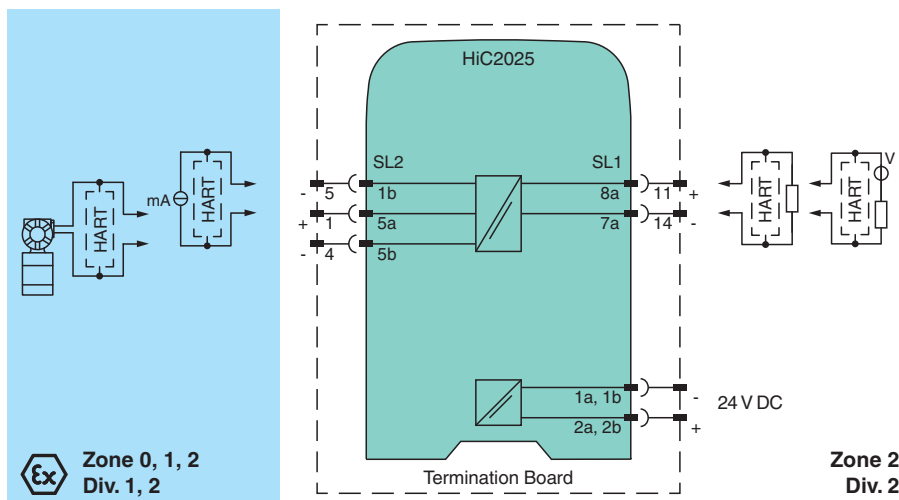 HiC2025
SL2
SL1
- 5 1b
8a 11 +
+ 1 5a
7a 14 -
- 4 5b
HART
mA
HART
HART
HART
V
1a, 1b -
24 V DC
2a, 2b +
Termination Board
Ex
Zone 0, 1, 2
Div. 1, 2
Zone 2
Div. 2